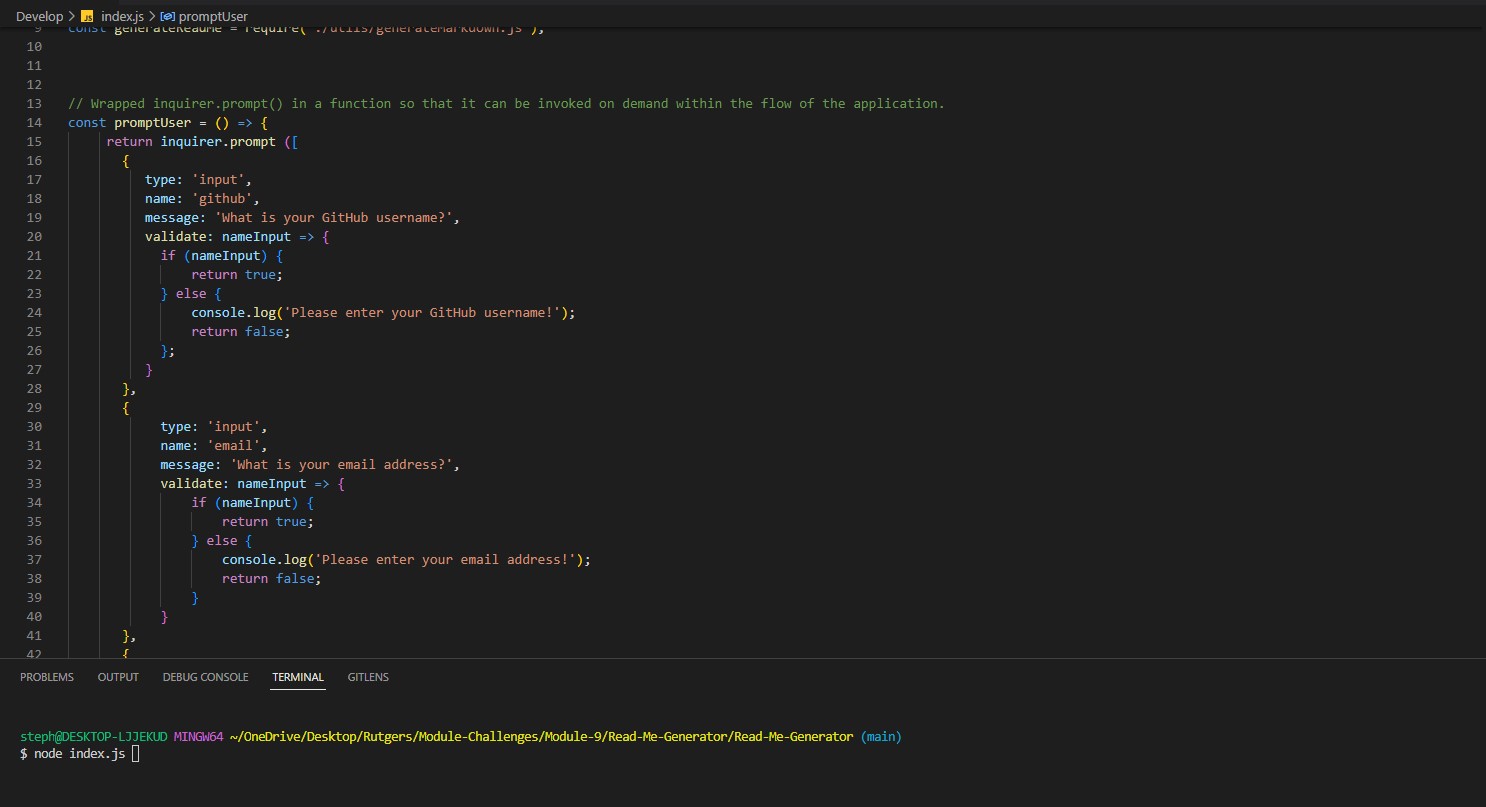 Develop > JS index.js > promptUser
9 const generateReadMe = require('./utils/generateMarkdown.js');
10
11
12
13 // Wrapped inquirer.prompt() in a function so that it can be invoked on demand within the flow of the application.
14 const promptUser = () => {
15 return inquirer.prompt ([
16 {
17 type: 'input',
18 name: 'github',
19 message: 'What is your GitHub username?',
20 validate: nameInput => {
21 if (nameInput) {
22 return true;
23 } else {
24 console.log('Please enter your GitHub username!');
25 return false;
26 };
27 }
28 },
29 {
30 type: 'input',
31 name: 'email',
32 message: 'What is your email address?',
33 validate: nameInput => {
34 if (nameInput) {
35 return true;
36 } else {
37 console.log('Please enter your email address!');
38 return false;
39 }
40 }
41 },
42 {
PROBLEMS OUTPUT DEBUG CONSOLE TERMINAL GITLENS
steph@DESKTOP-LJJEKUD MINGW64 ~/OneDrive/Desktop/Rutgers/Module-Challenges/Module-9/Read-Me-Generator/Read-Me-Generator (main)
$ node index.js